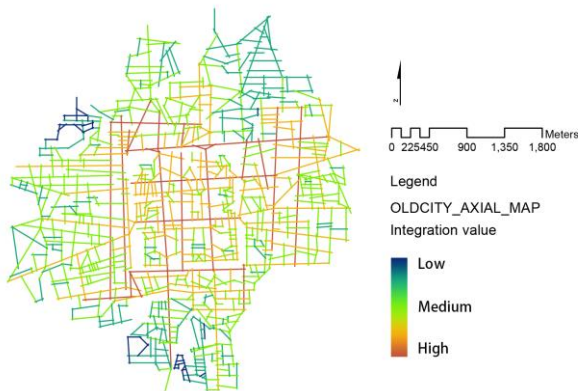 N
Meters
0 225450 900 1,350 1,800
Legend
OLDCITY_AXIAL_MAP
Integration value
Low
Medium
High